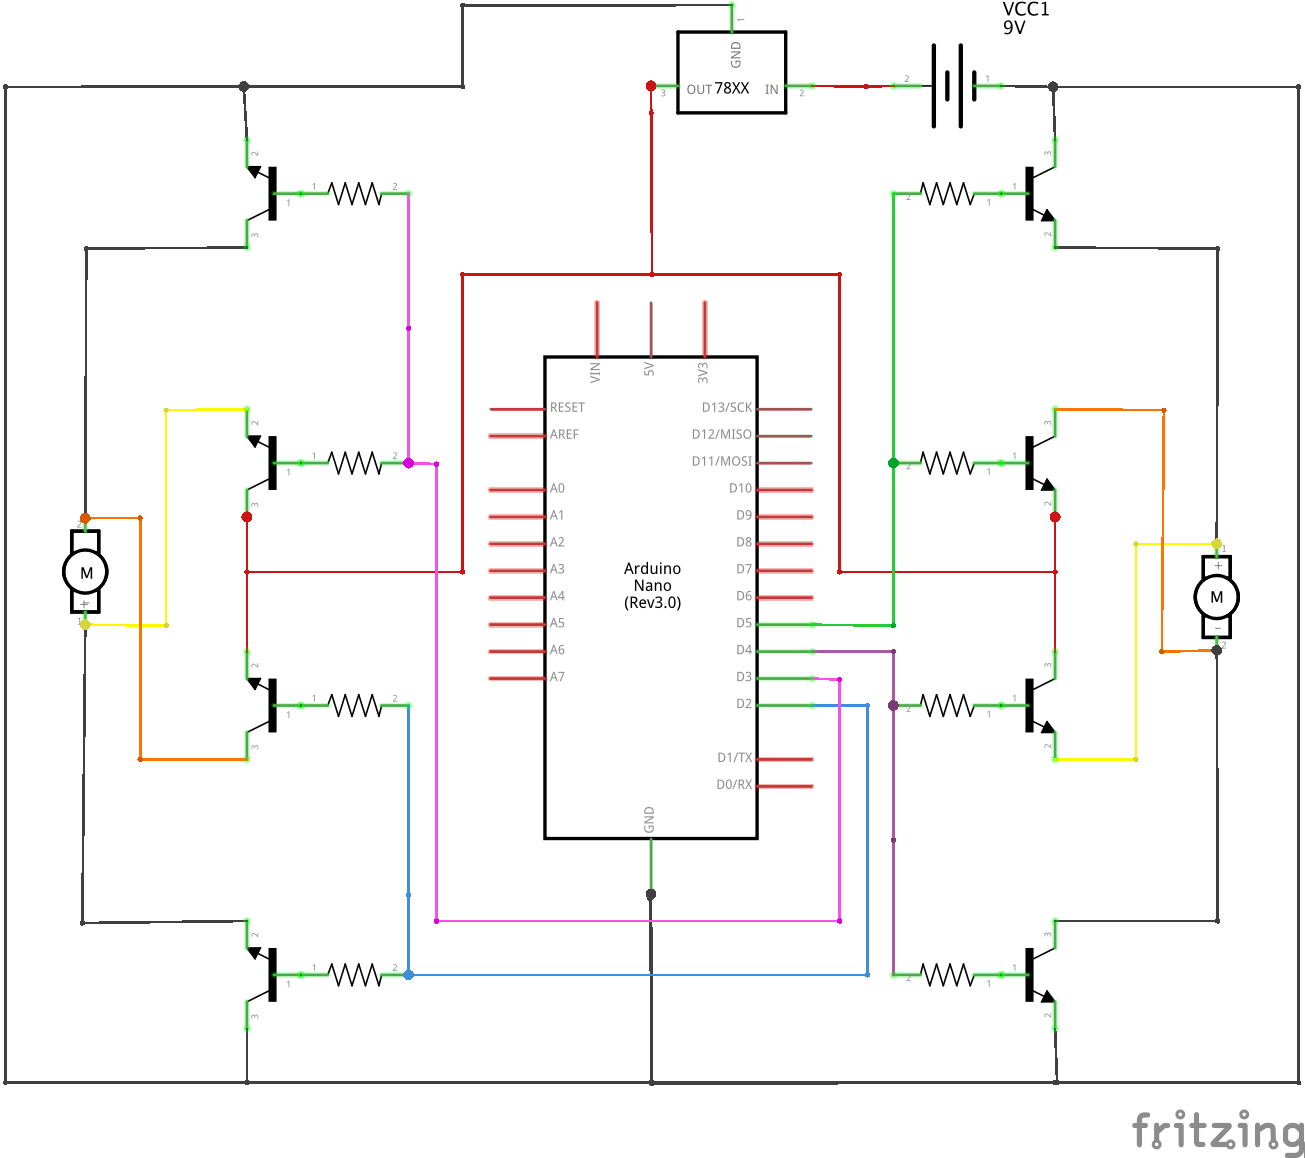 VCC1
9V
1
GND
3
OUT
78XX
IN
2
2
1
2
1
2
1
3
3
2
1
1
2
VIN
5V
3V3
RESET
D13/SCK
AREF
D12/MISO
D11/MOSI
A0
D10
A1
D9
A2
D8
A3
D7
A4
D6
A5
D5
A6
D4
A7
D3
D2
D1/TX
D0/RX
GND
Arduino
Nano
(Rev3.0)
2
1
2
1
3
2
1
1
3
2
2
M
+
1
1
+
M
-
2
2
1
2
1
3
2
1
1
3
2
2
1
2
1
3
2
1
1
3
2
fritzing